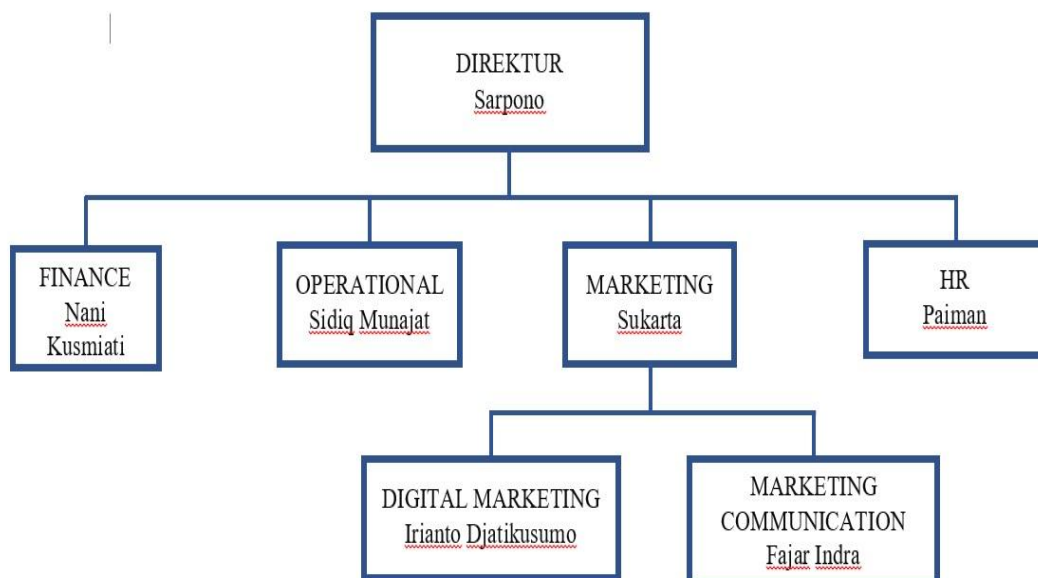 DIREKTUR
Sarpono
FINANCE
Nani
Kusmiati
OPERATIONAL
Sidiq Munajat
MARKETING
Sukarta
HR
Paiman
DIGITAL MARKETING
Irianto Djatikusumo
MARKETING
COMMUNICATION
Fajar Indra